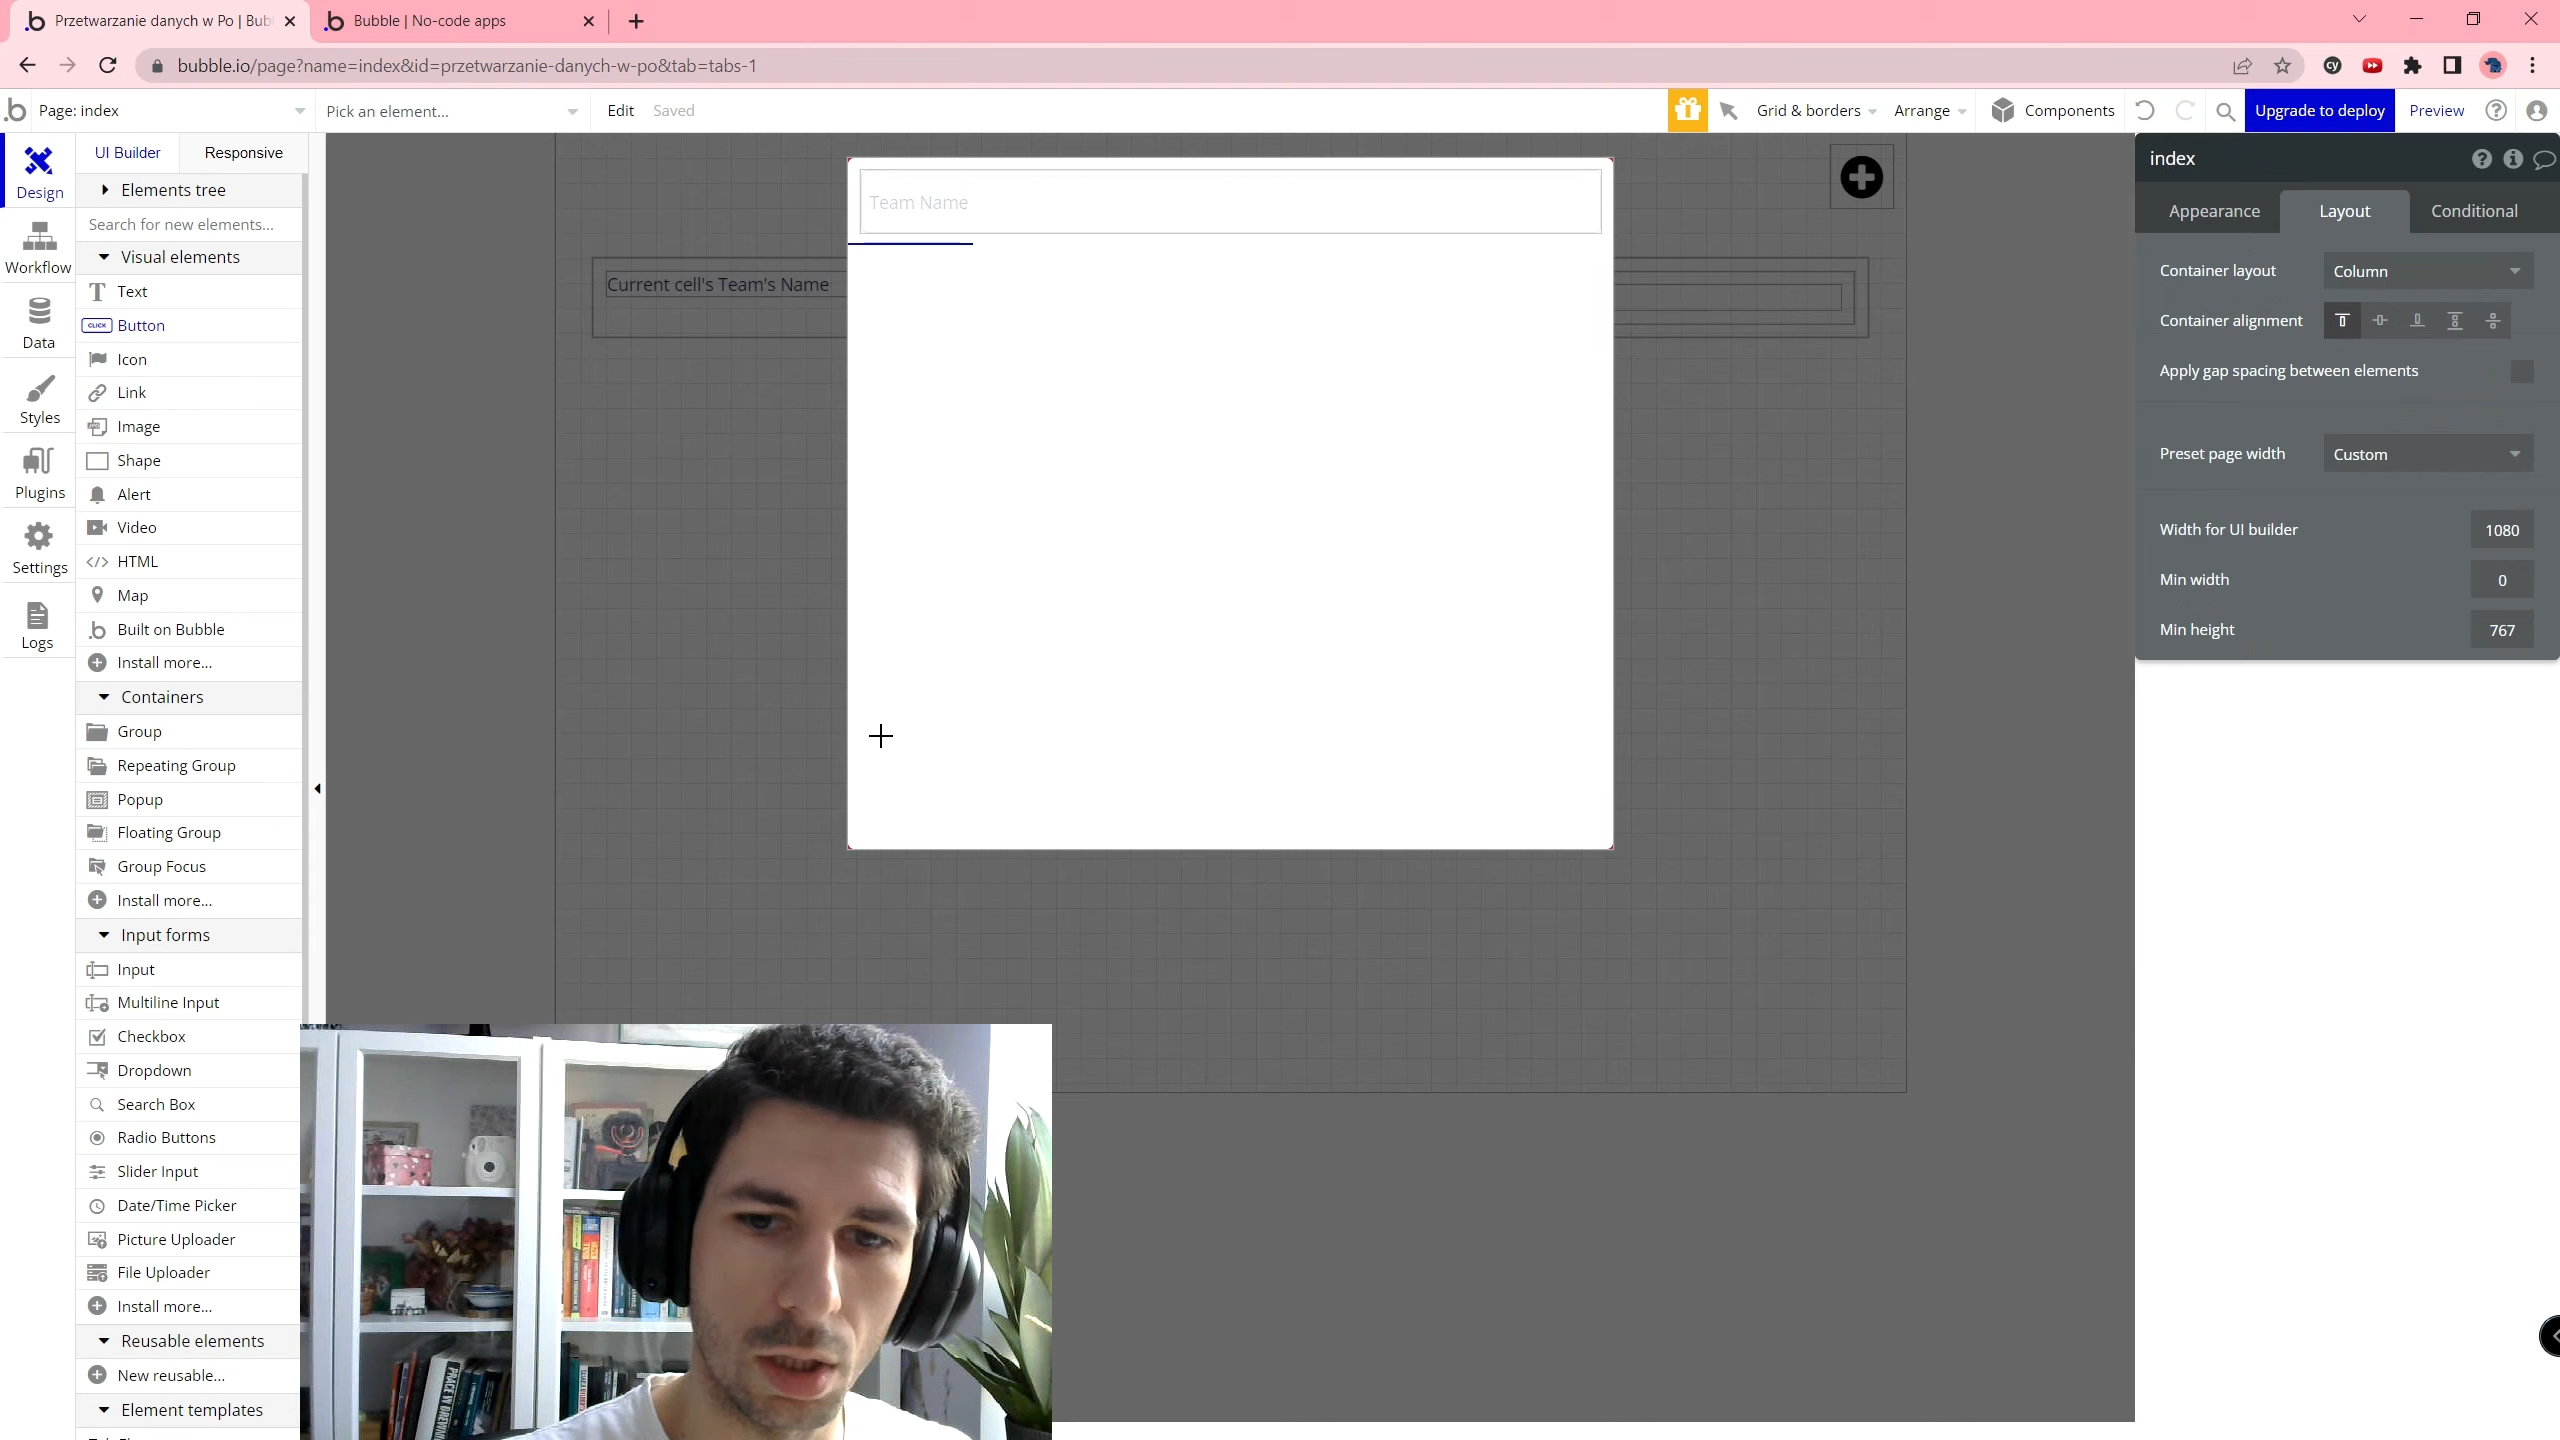 Przetwarzanie danych w Po | Bub
Bubble | No-code apps
bubble.io/page?name=index&id=przetwarzanie-danych-w-po&tab=tabs-1
Page: index
Pick an element...
Edit
Saved
Grid & borders
Arrange
Components
Upgrade to deploy
Preview
Design
Workflow
Data
Styles
Plugins
Settings
Logs
UI Builder
Responsive
Elements tree
Search for new elements...
Visual elements
Text
CLICK Button
Icon
Link
Image
Shape
Alert
Video
HTML
Map
Built on Bubble
Install more...
Containers
Group
Repeating Group
Popup
Floating Group
Group Focus
Install more...
Input forms
Input
Multiline Input
Checkbox
Dropdown
Search Box
Radio Buttons
Slider Input
Date/Time Picker
Picture Uploader
File Uploader
Install more...
Reusable elements
New reusable...
Element templates
Team Name
Current cell's Team's Name
index
Appearance
Layout
Conditional
Container layout
Column
Container alignment
Apply gap spacing between elements
Preset page width
Custom
Width for UI builder
1080
Min width
0
Min height
767